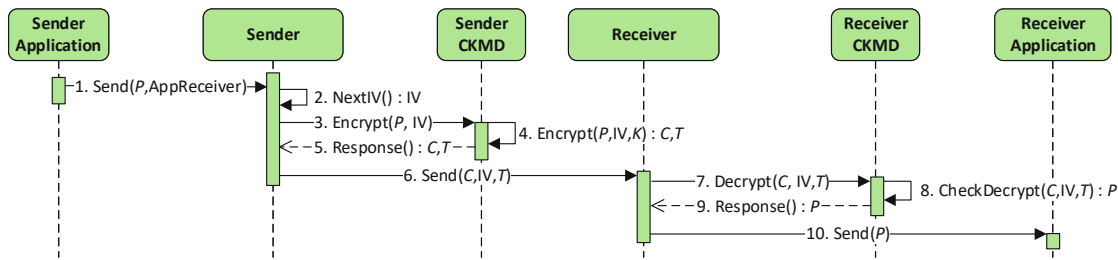 Sender
Application
Sender
Sender
CKMD
Receiver
Receiver
CKMD
Receiver
Application
1. Send(P,AppReceiver)
2. NextIV() : IV
3. Encrypt(P, IV)
4. Encrypt(P,IV,K) : C,T
5. Response() : C,T
6. Send(C,IV,T)
7. Decrypt(C, IV,T)
8. CheckDecrypt(C,IV,T) : P
9. Response() : P
10. Send(P)